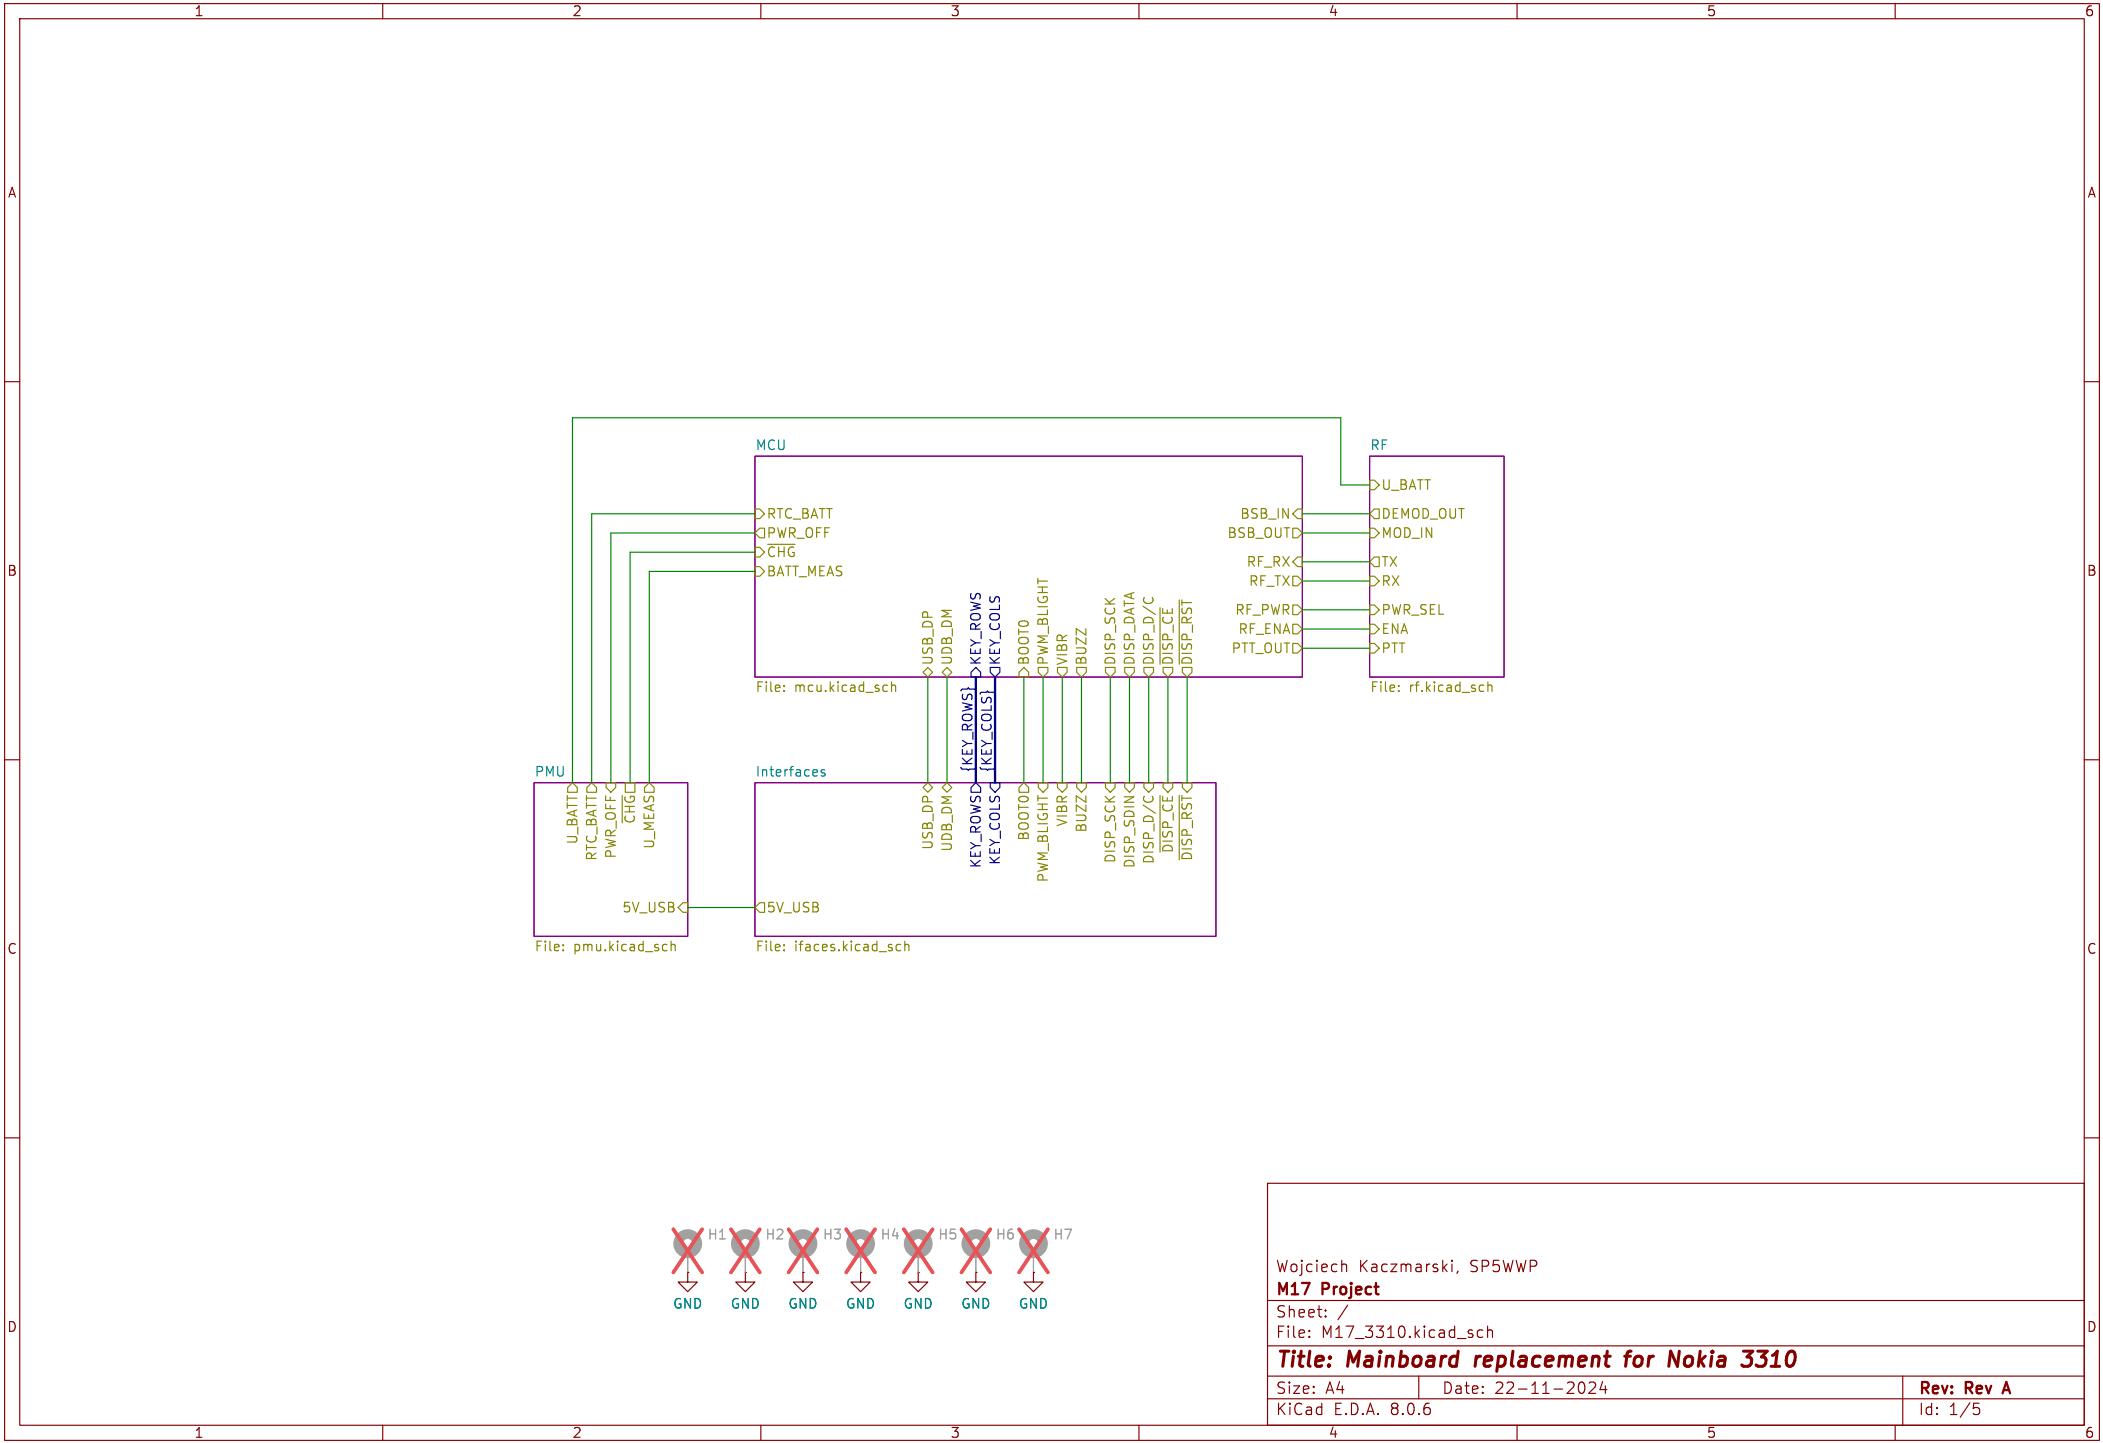 1 2 3 4 5 6
A A
MCU
RF
U_BATT
RTC_BATT
BSB_IN
DEMOD_OUT
PWR_OFF
BSB_OUT
MOD_IN
CHG
BATT_MEAS
RF_RX
TX
RF_TX
RX
RF_PWR
PWR_SEL
RF_ENA
ENA
PTT_OUT
PTT
B B
USB_DP
UDB_DM
KEY_ROWS
KEY_COLS
BOOT0
PWM_BLIGHT
VIBR
BUZZ
DISP_SCK
DISP_DATA
DISP_D/C
DISP_CE
DISP_RST
File: mcu.kicad_sch
File: rf.kicad_sch
{KEY_ROWS}
{KEY_COLS}
PMU
Interfaces
U_BATT
RTC_BATT
PWR_OFF
CHG
U_MEAS
USB_DP
UDB_DM
KEY_ROWS
KEY_COLS
BOOT0
PWM_BLIGHT
VIBR
BUZZ
DISP_SCK
DISP_SDIN
DISP_D/C
DISP_CE
DISP_RST
5V_USB
5V_USB
File: pmu.kicad_sch
File: ifaces.kicad_sch
C C
H1 H2 H3 H4 H5 H6 H7
GND GND GND GND GND GND GND
Wojciech Kaczmarski, SP5WWP
M17 Project
Sheet: /
File: M17_3310.kicad_sch
D D
Title: Mainboard replacement for Nokia 3310
Size: A4 Date: 22-11-2024 Rev: Rev A
KiCad E.D.A. 8.0.6 Id: 1/5
1 2 3 4 5 6